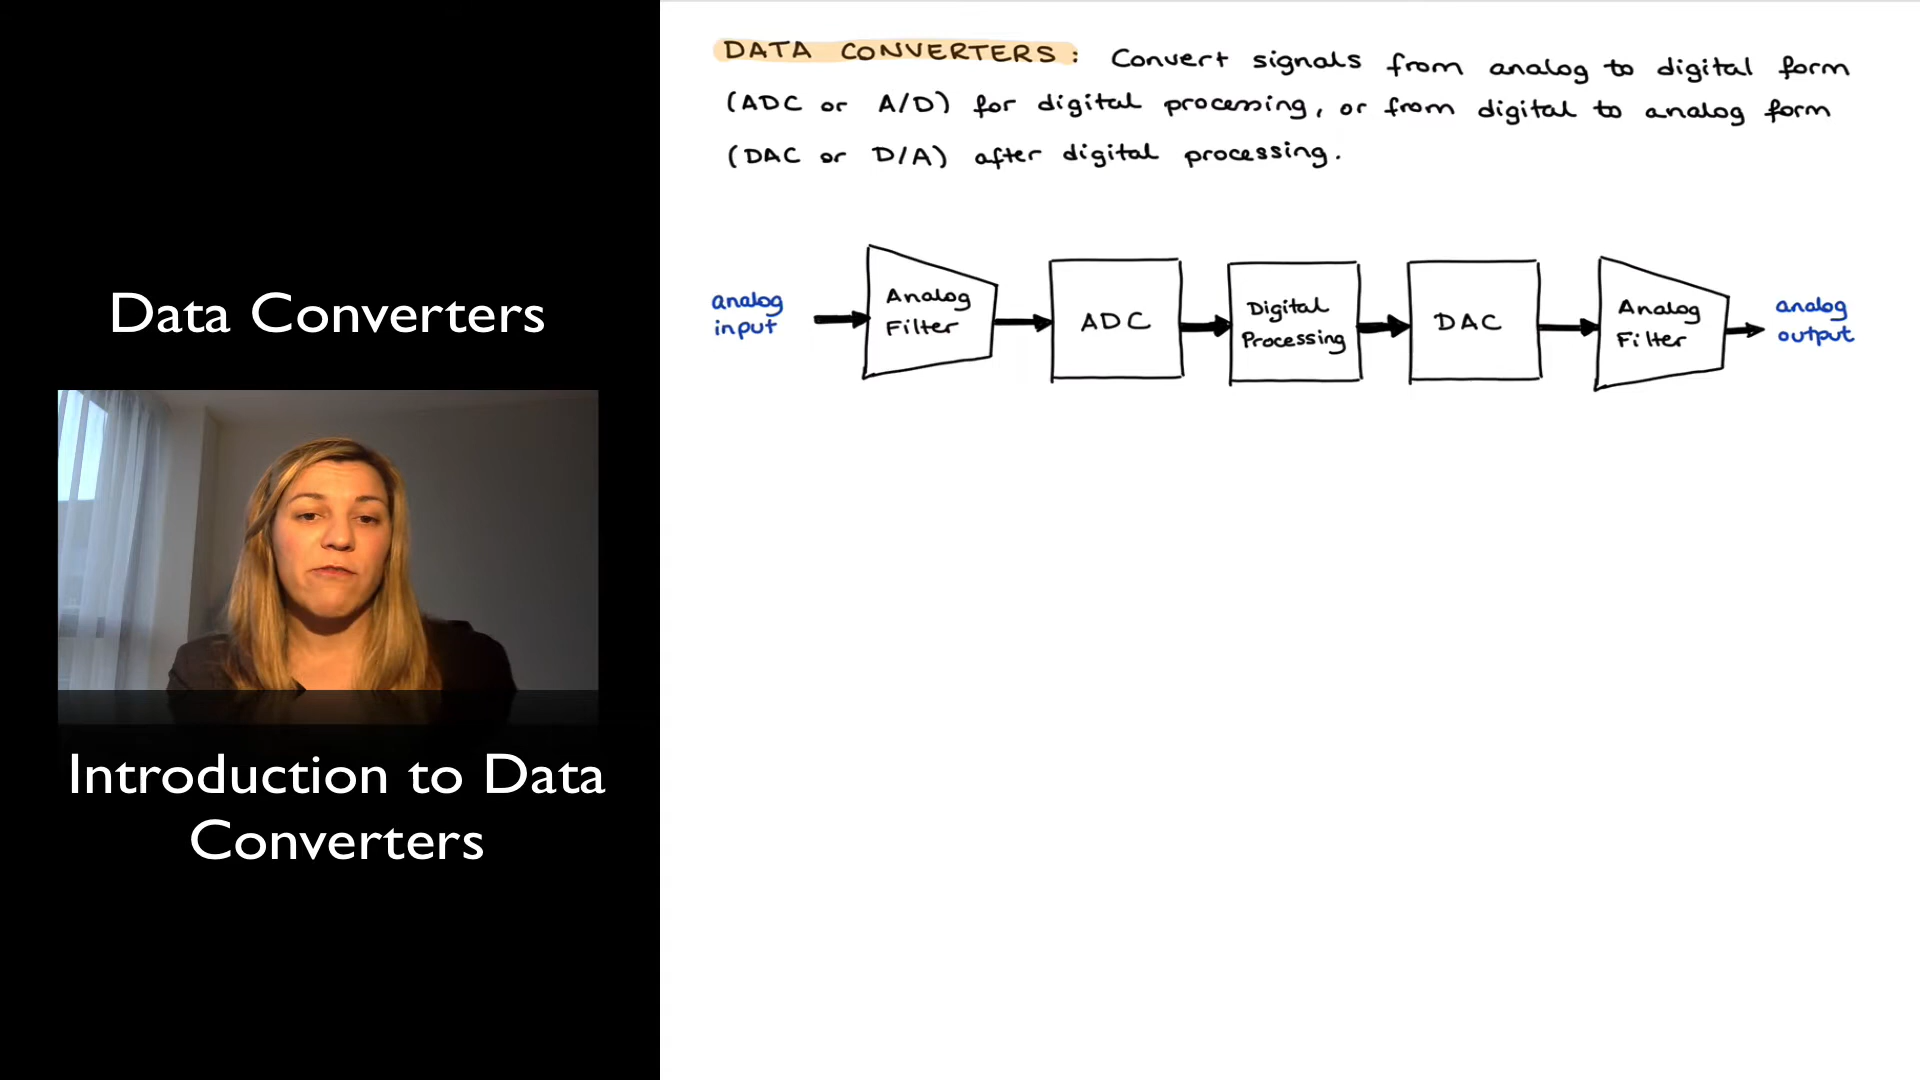 DATA CONVERTERS: Convert signals from analog to digital form
(ADC or A/D) for digital processing, or from digital to analog form
(DAC or D/A) after digital processing.
Data Converters
analog
input
Analog
Filter
ADC
Digital
Processing
DAC
Analog
Filter
analog
output
Introduction to Data
Converters